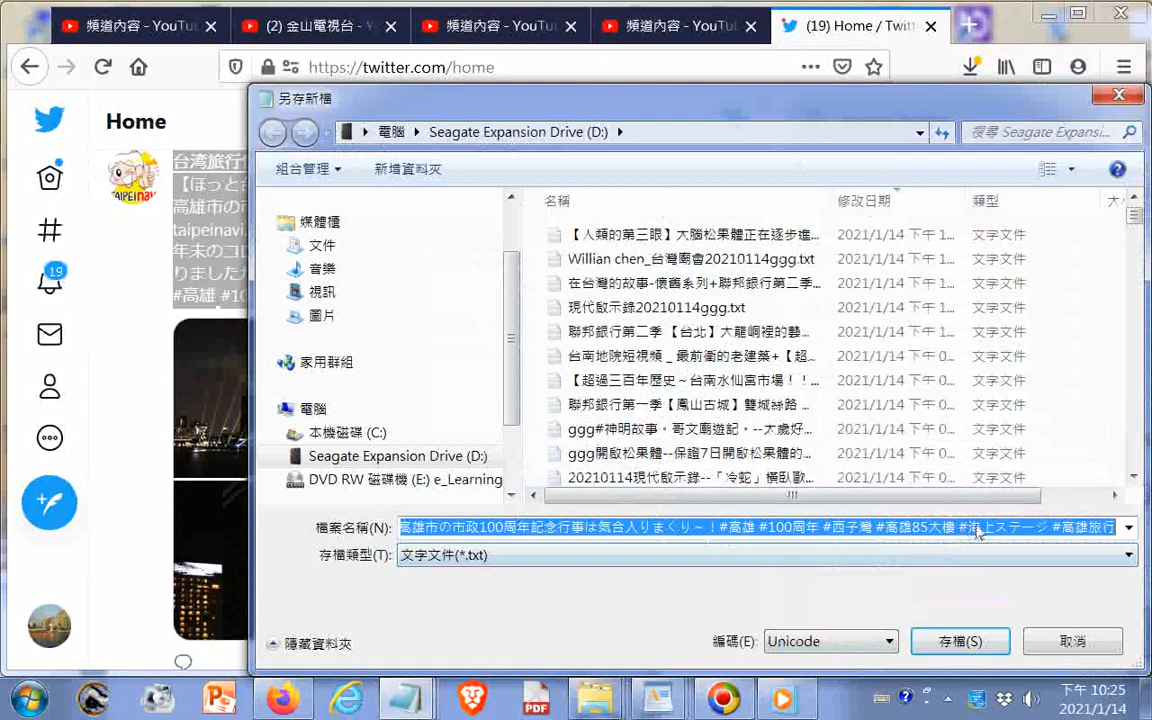 頻道內容 - YouTu
(2) 金山電視台 - Y
頻道內容 - YouTu
頻道內容 - YouTu
(19) Home / Twitt
https://twitter.com/home
Home
19
台湾旅行
【ほっと
高雄市の
taipeinavi.
年末のコロ
りました
#高雄 #10
TAIPEInavi
另存新檔
電腦
Seagate Expansion Drive (D:)
搜尋 Seagate Expansi...
組合管理
新增資料夾
媒體櫃
文件
音樂
視訊
圖片
家用群組
電腦
本機磁碟 (C:)
Seagate Expansion Drive (D:)
DVD RW 磁碟機 (E:) e_Learning
名稱 修改日期 類型 大
【人類的第三眼】大腦松果體正在逐步進... 2021/1/14 下午 1... 文字文件
Willian chen_台灣廟會20210114ggg.txt 2021/1/14 下午 1... 文字文件
在台灣的故事-懷舊系列+聯邦銀行第二季... 2021/1/14 下午 1... 文字文件
現代啟示錄20210114ggg.txt 2021/1/14 下午 1... 文字文件
聯邦銀行第二季【台北】大龍峒裡的藝... 2021/1/14 下午 1... 文字文件
台南地院短視頻 _ 最前衛的老建築+【超... 2021/1/14 下午 0... 文字文件
【超過三百年歷史～台南水仙宮市場！！... 2021/1/14 下午 0... 文字文件
聯邦銀行第一季【鳳山古城】雙城絲路 ... 2021/1/14 下午 0... 文字文件
ggg#神明故事。哥文廟遊記。--大歲好... 2021/1/14 下午 0... 文字文件
ggg開啟松果體--保證7日開啟松果體的... 2021/1/14 下午 0... 文字文件
20210114現代啟示錄--「冷蛇」橫臥歐... 2021/1/14 下午 0... 文字文件
檔案名稱(N): 高雄市の市政100周年記念行事は気合入りまくり～！#高雄 #100周年 #西子灣 #高雄85大樓 #海上ステージ #高雄旅行
存檔類型(T): 文字文件(*.txt)
隱藏資料夾
編碼(E): Unicode
存檔(S)
取消
PDF
下午 10:25
2021/1/14